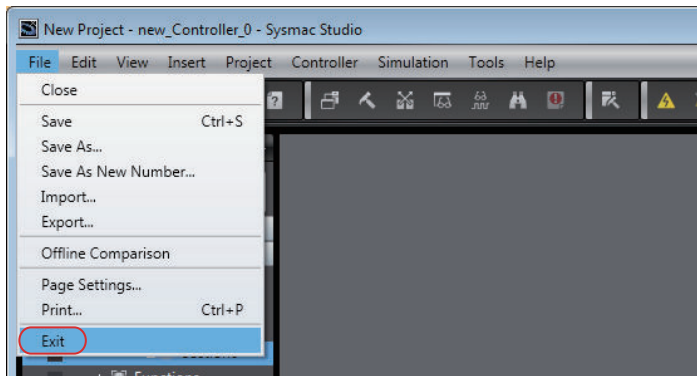 New Project - new_Controller_0 - Sysmac Studio
File Edit View Insert Project Controller Simulation Tools Help
Close
Save Ctrl+S
Save As...
Save As New Number...
Import...
Export...
Offline Comparison
Page Settings...
Print... Ctrl+P
Exit